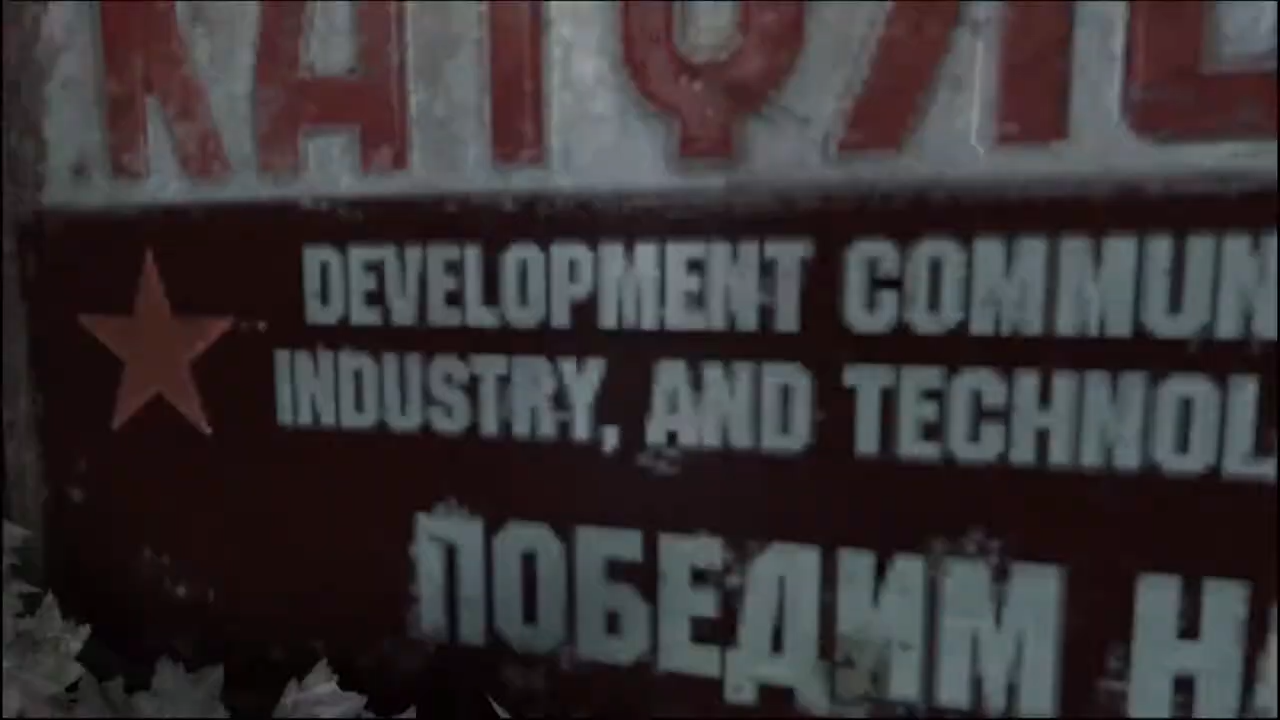 DEVELOPMENT COMMUN
INDUSTRY, AND TECHNOL
ПОБЕДИМ Н